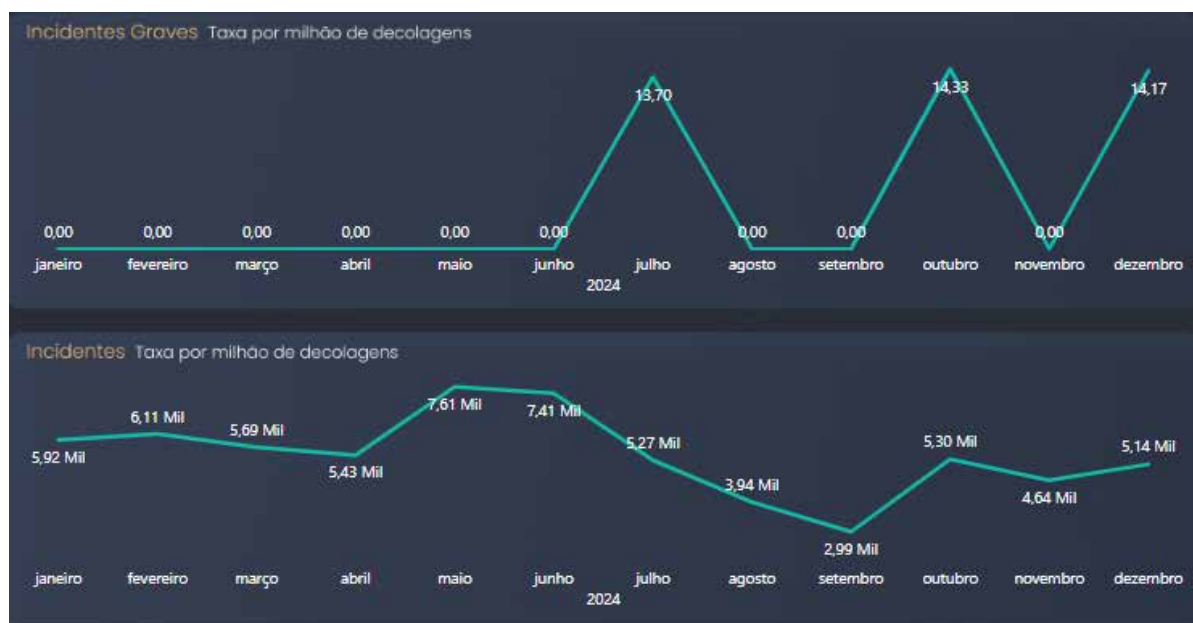 Incidentes Graves Taxa por milhão de decolagens
13,70 14,33 14,17
0,00 0,00 0,00 0,00 0,00 0,00 0,00 0,00 0,00
janeiro fevereiro março abril maio junho julho agosto setembro outubro novembro dezembro
2024
Incidentes Taxa por milhão de decolagens
5,92 Mil 6,11 Mil 5,69 Mil 5,43 Mil 7,61 Mil 7,41 Mil 5,27 Mil 3,94 Mil 2,99 Mil 5,30 Mil 4,64 Mil 5,14 Mil
janeiro fevereiro março abril maio junho julho agosto setembro outubro novembro dezembro
2024